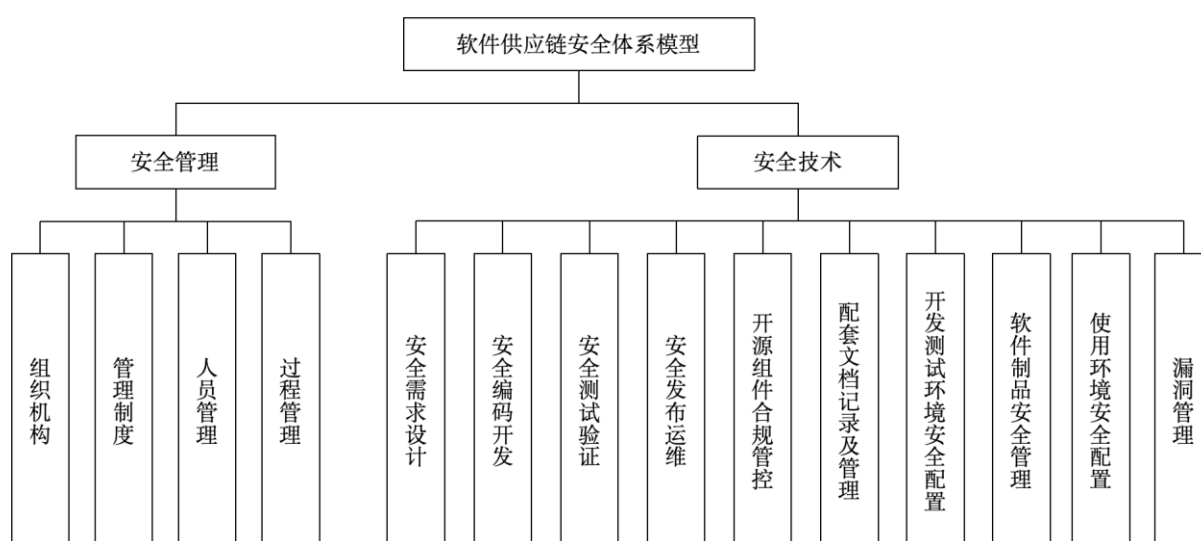 软件供应链安全体系模型
安全管理
安全技术
组织机构
管理制度
人员管理
过程管理
安全需求设计
安全编码开发
安全测试验证
安全发布运维
开源组件合规管控
配套文档记录及管理
开发测试环境安全配置
软件制品安全管理
使用环境安全配置
漏洞管理